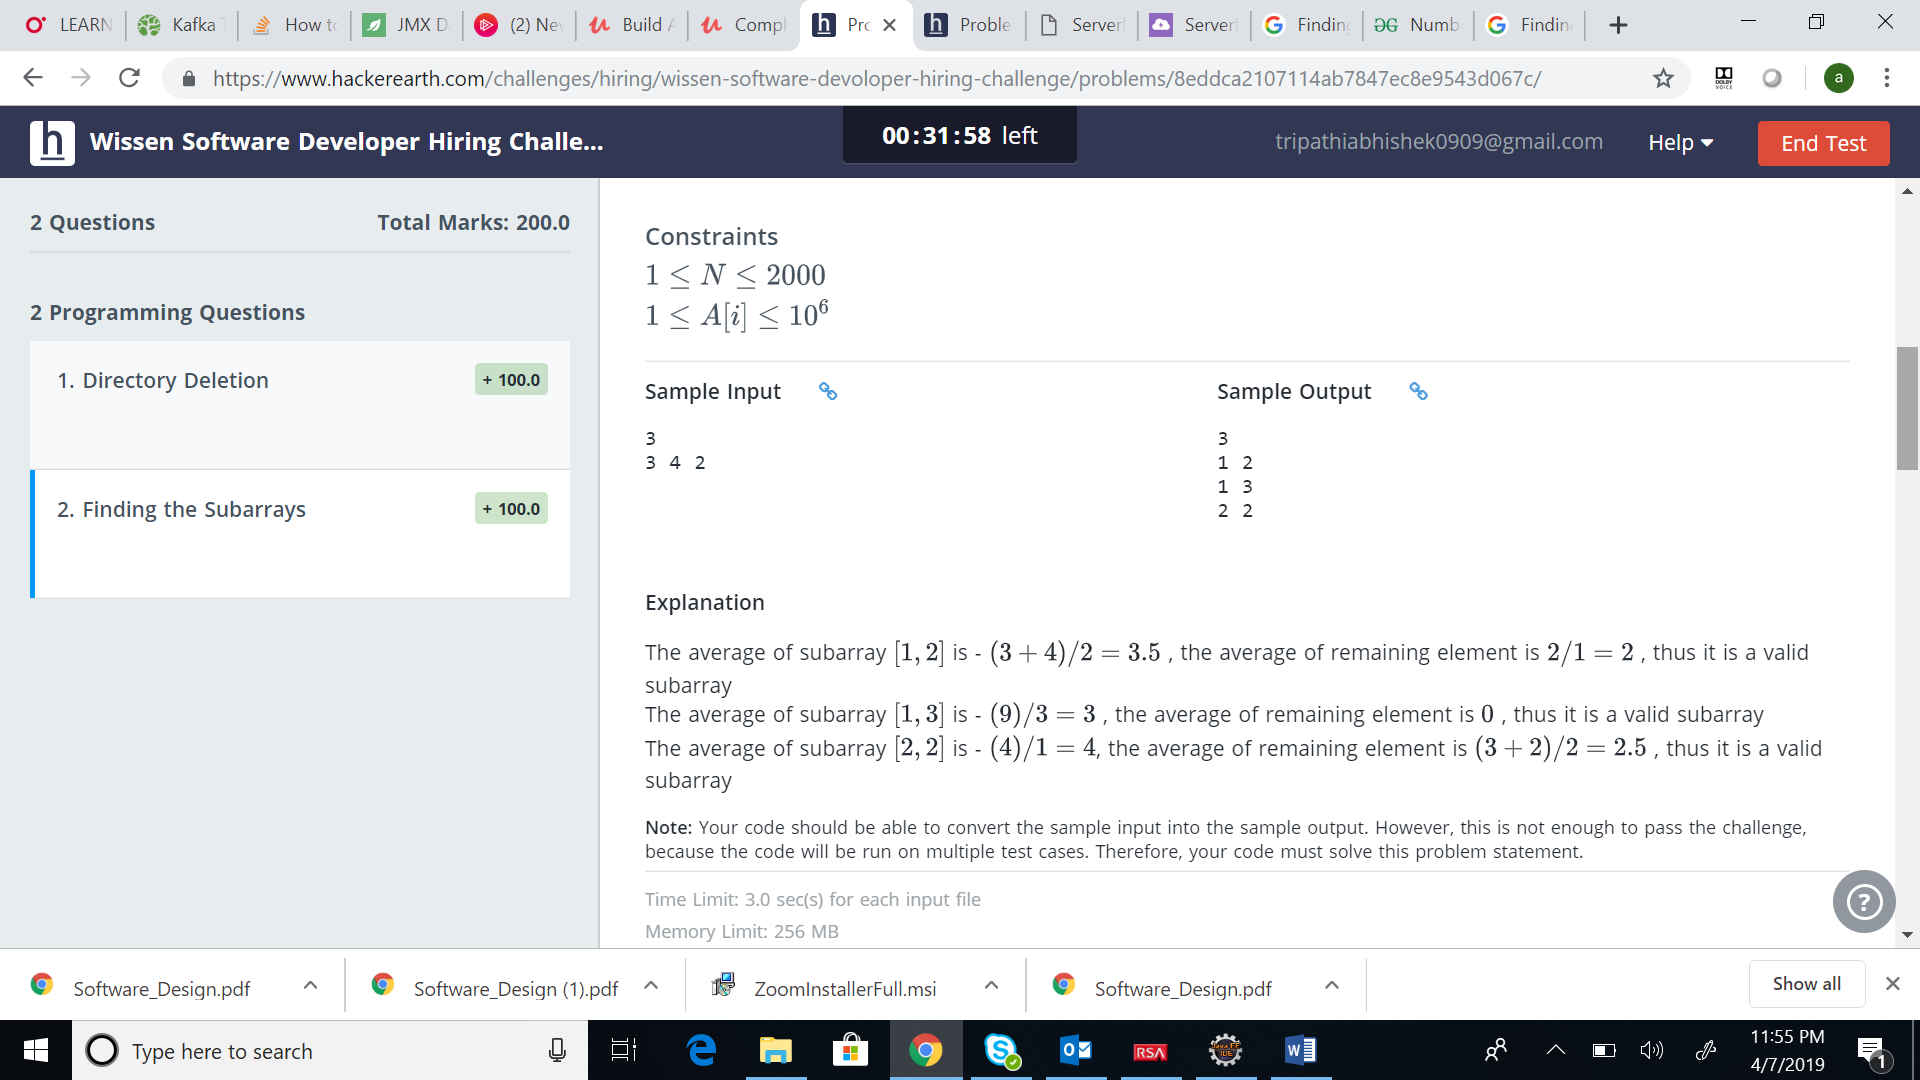 LEARN
Kafka
How to
JMX D
(2) Ne
Build A
Compl
Pro
Proble
Server
Server
Findin
Numb
Findin
https://www.hackerearth.com/challenges/hiring/wissen-software-devoloper-hiring-challenge/problems/8eddca2107114ab7847ec8e9543d067c/
DOLBY
VOICE
a
h Wissen Software Developer Hiring Challe...
00:31:58 left
tripathiabhishek0909@gmail.com
Help
End Test
2 Questions
Total Marks: 200.0
2 Programming Questions
1. Directory Deletion
+ 100.0
2. Finding the Subarrays
+ 100.0
Constraints
1 ≤ N ≤ 2000
1 ≤ A[i] ≤ 10⁶
Sample Input
3
3 4 2
Sample Output
3
1 2
1 3
2 2
Explanation
The average of subarray [1, 2] is - (3 + 4)/2 = 3.5 , the average of remaining element is 2/1 = 2 , thus it is a valid
subarray
The average of subarray [1, 3] is - (9)/3 = 3 , the average of remaining element is 0 , thus it is a valid subarray
The average of subarray [2, 2] is - (4)/1 = 4, the average of remaining element is (3 + 2)/2 = 2.5 , thus it is a valid
subarray
Note: Your code should be able to convert the sample input into the sample output. However, this is not enough to pass the challenge,
because the code will be run on multiple test cases. Therefore, your code must solve this problem statement.
Time Limit: 3.0 sec(s) for each input file
Memory Limit: 256 MB
?
Software_Design.pdf
Software_Design (1).pdf
ZoomInstallerFull.msi
Software_Design.pdf
Show all
Type here to search
RSA
Java EE
IDE
11:55 PM
4/7/2019
1